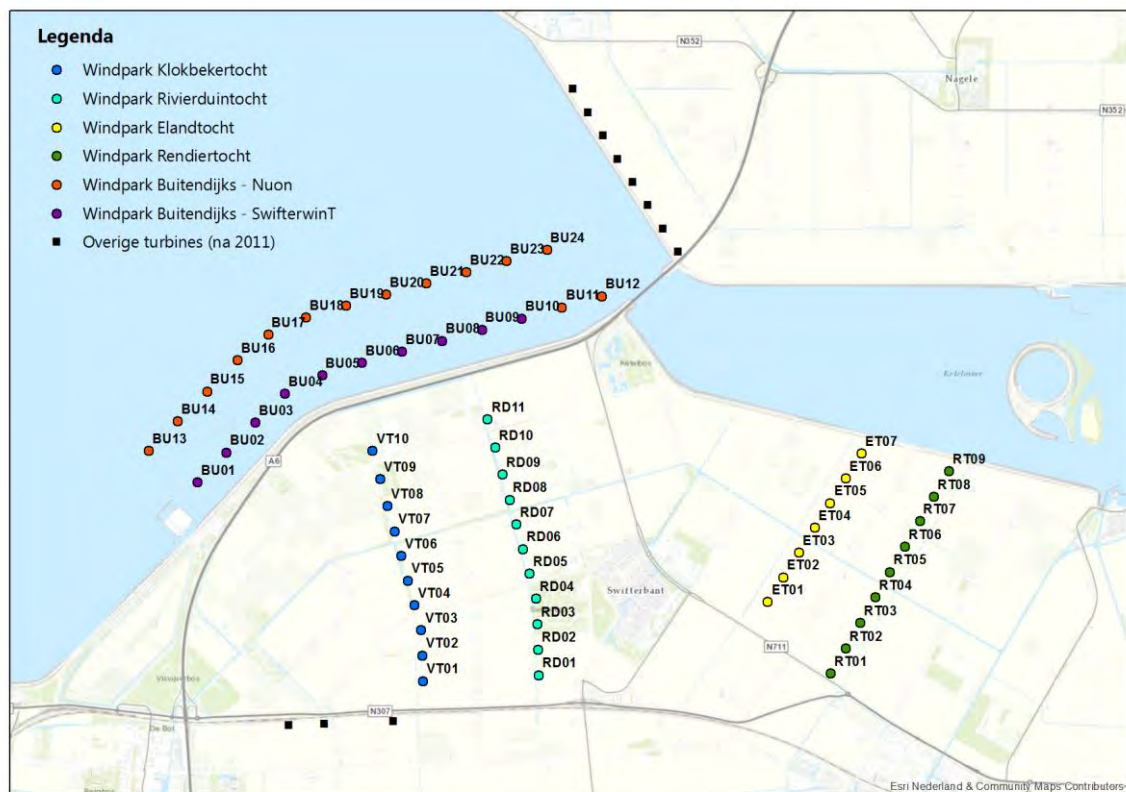 Legenda
Windpark Klokbekertocht
Windpark Rivierduintocht
Windpark Elandtocht
Windpark Rendiertocht
Windpark Buitendijks - Nuon
Windpark Buitendijks - SwifterwinT
Overige turbines (na 2011)
N352
Nagele
N352
BU24
BU23
BU22
BU21
BU20
BU19
BU18
BU17
BU16
BU15
BU14
BU13
BU12
BU11
BU10
BU09
BU08
BU07
BU06
BU05
BU04
BU03
BU02
BU01
A6
Ketelmeer
VT10
VT09
VT08
VT07
VT06
VT05
VT04
VT03
VT02
VT01
RD11
RD10
RD09
RD08
RD07
RD06
RD05
RD04
RD03
RD02
RD01
Swifterbant
ET07
ET06
ET05
ET04
ET03
ET02
ET01
RT09
RT08
RT07
RT06
RT05
RT04
RT03
RT02
RT01
N711
N307
De Bot
Esri Nederland & Community Maps Contributors